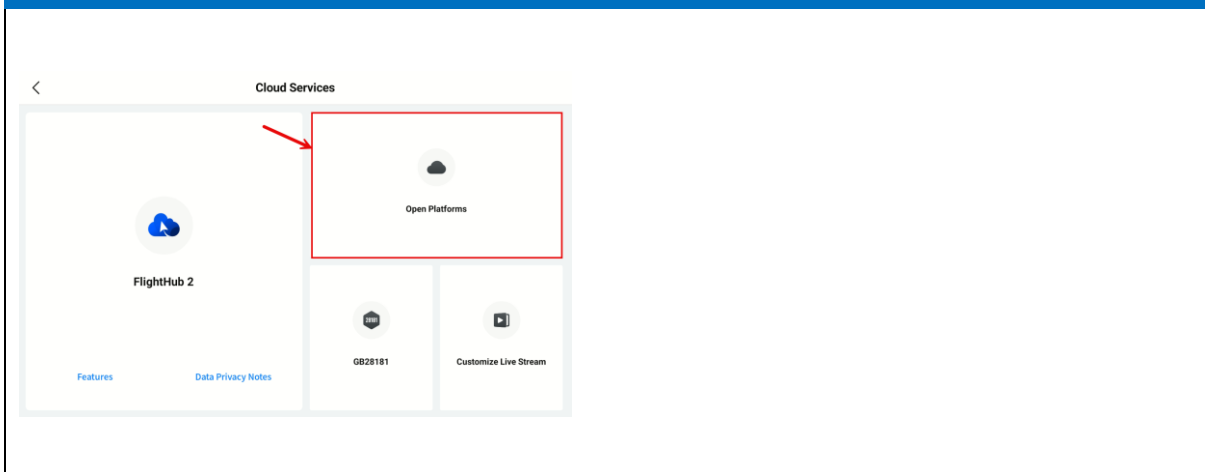 Cloud Services
Open Platforms
FlightHub 2
GB28181
Customize Live Stream
Features
Data Privacy Notes